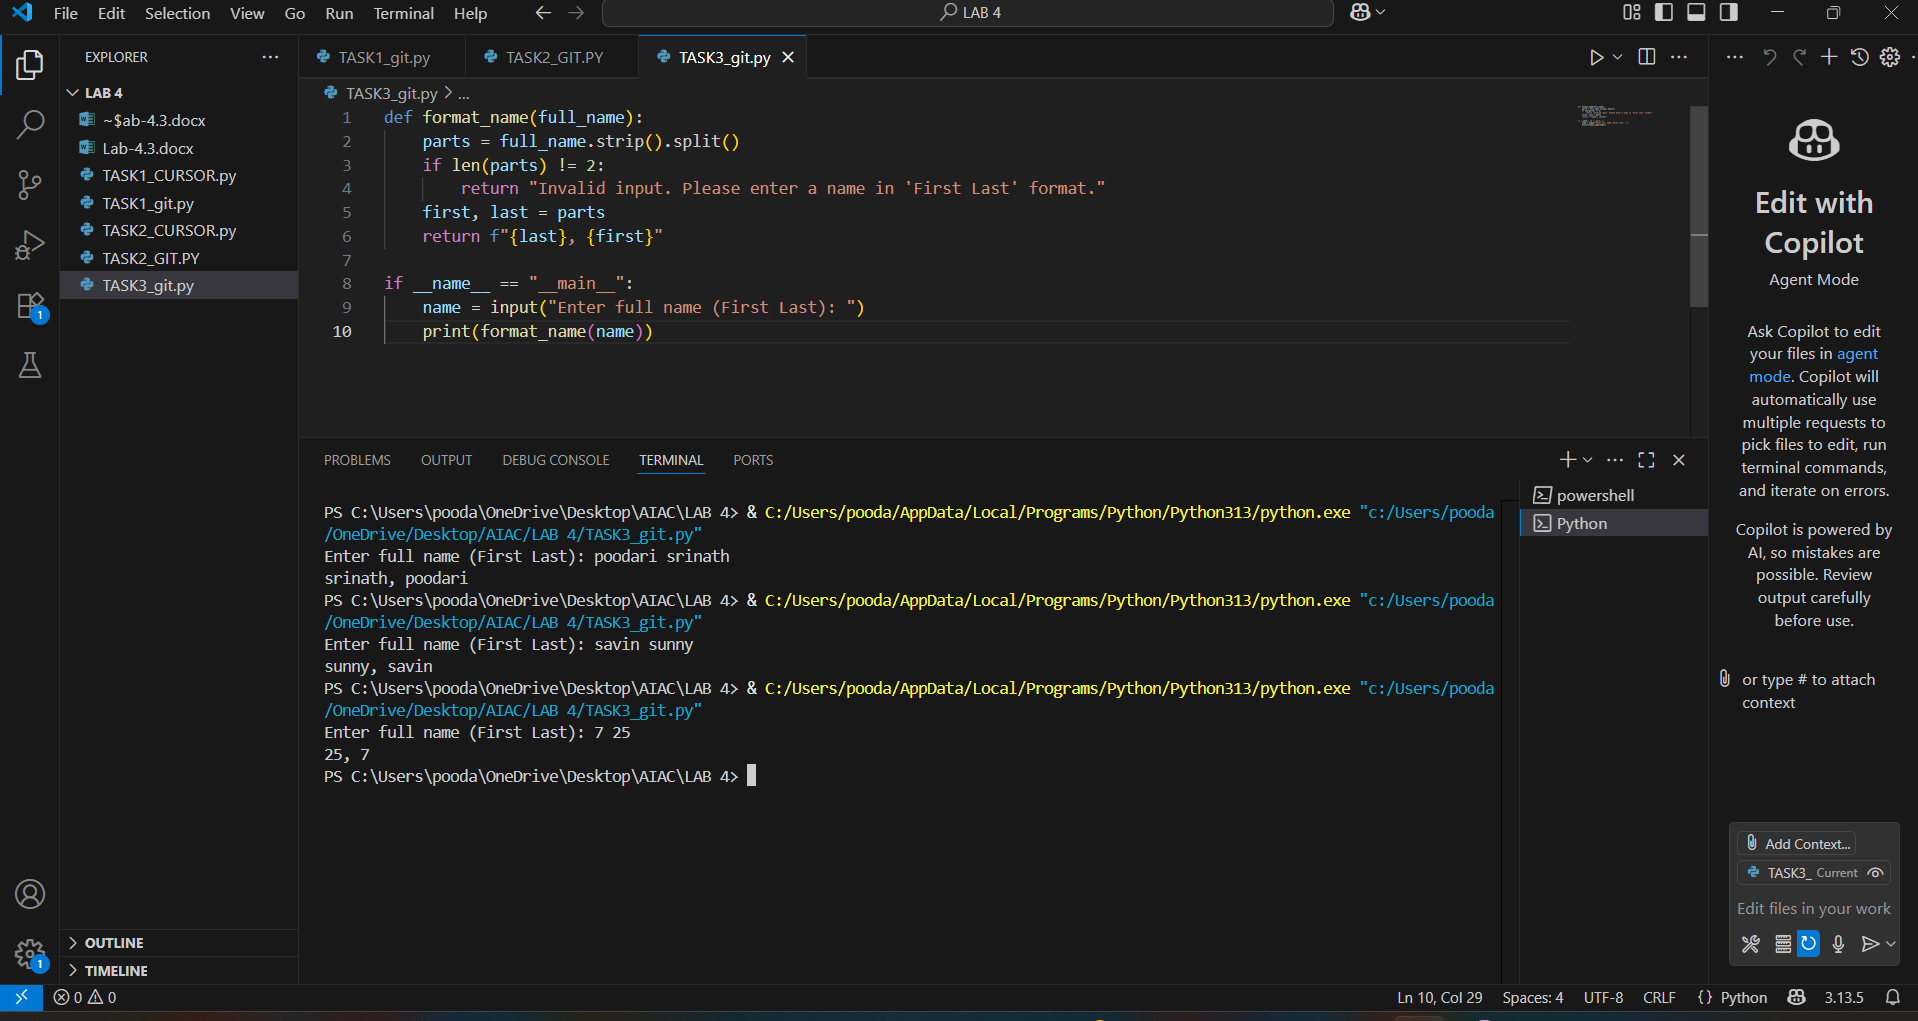 File Edit Selection View Go Run Terminal Help
LAB 4
EXPLORER
LAB 4
~$ab-4.3.docx
Lab-4.3.docx
TASK1_CURSOR.py
TASK1_git.py
TASK2_CURSOR.py
TASK2_GIT.PY
TASK3_git.py
1
OUTLINE
TIMELINE
1
TASK1_git.py TASK2_GIT.PY TASK3_git.py
TASK3_git.py > ...
1 def format_name(full_name):
2 parts = full_name.strip().split()
3 if len(parts) != 2:
4 return "Invalid input. Please enter a name in 'First Last' format."
5 first, last = parts
6 return f"{last}, {first}"
7
8 if __name__ == "__main__":
9 name = input("Enter full name (First Last): ")
10 print(format_name(name))
PROBLEMS OUTPUT DEBUG CONSOLE TERMINAL PORTS
PS C:\Users\pooda\OneDrive\Desktop\AIAC\LAB 4> & C:/Users/pooda/AppData/Local/Programs/Python/Python313/python.exe "c:/Users/pooda
/OneDrive/Desktop/AIAC/LAB 4/TASK3_git.py"
Enter full name (First Last): poodari srinath
srinath, poodari
PS C:\Users\pooda\OneDrive\Desktop\AIAC\LAB 4> & C:/Users/pooda/AppData/Local/Programs/Python/Python313/python.exe "c:/Users/pooda
/OneDrive/Desktop/AIAC/LAB 4/TASK3_git.py"
Enter full name (First Last): savin sunny
sunny, savin
PS C:\Users\pooda\OneDrive\Desktop\AIAC\LAB 4> & C:/Users/pooda/AppData/Local/Programs/Python/Python313/python.exe "c:/Users/pooda
/OneDrive/Desktop/AIAC/LAB 4/TASK3_git.py"
Enter full name (First Last): 7 25
25, 7
PS C:\Users\pooda\OneDrive\Desktop\AIAC\LAB 4>
powershell
Python
Edit with
Copilot
Agent Mode
Ask Copilot to edit
your files in agent
mode. Copilot will
automatically use
multiple requests to
pick files to edit, run
terminal commands,
and iterate on errors.
Copilot is powered by
AI, so mistakes are
possible. Review
output carefully
before use.
or type # to attach
context
Add Context...
TASK3_ Current
Edit files in your work
0 0
Ln 10, Col 29 Spaces: 4 UTF-8 CRLF {} Python 3.13.5